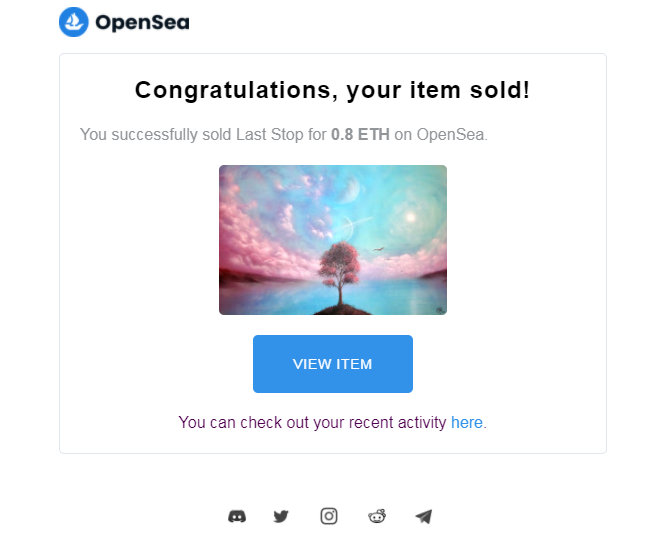 OpenSea
Congratulations, your item sold!
You successfully sold Last Stop for 0.8 ETH on OpenSea.
VIEW ITEM
You can check out your recent activity here.